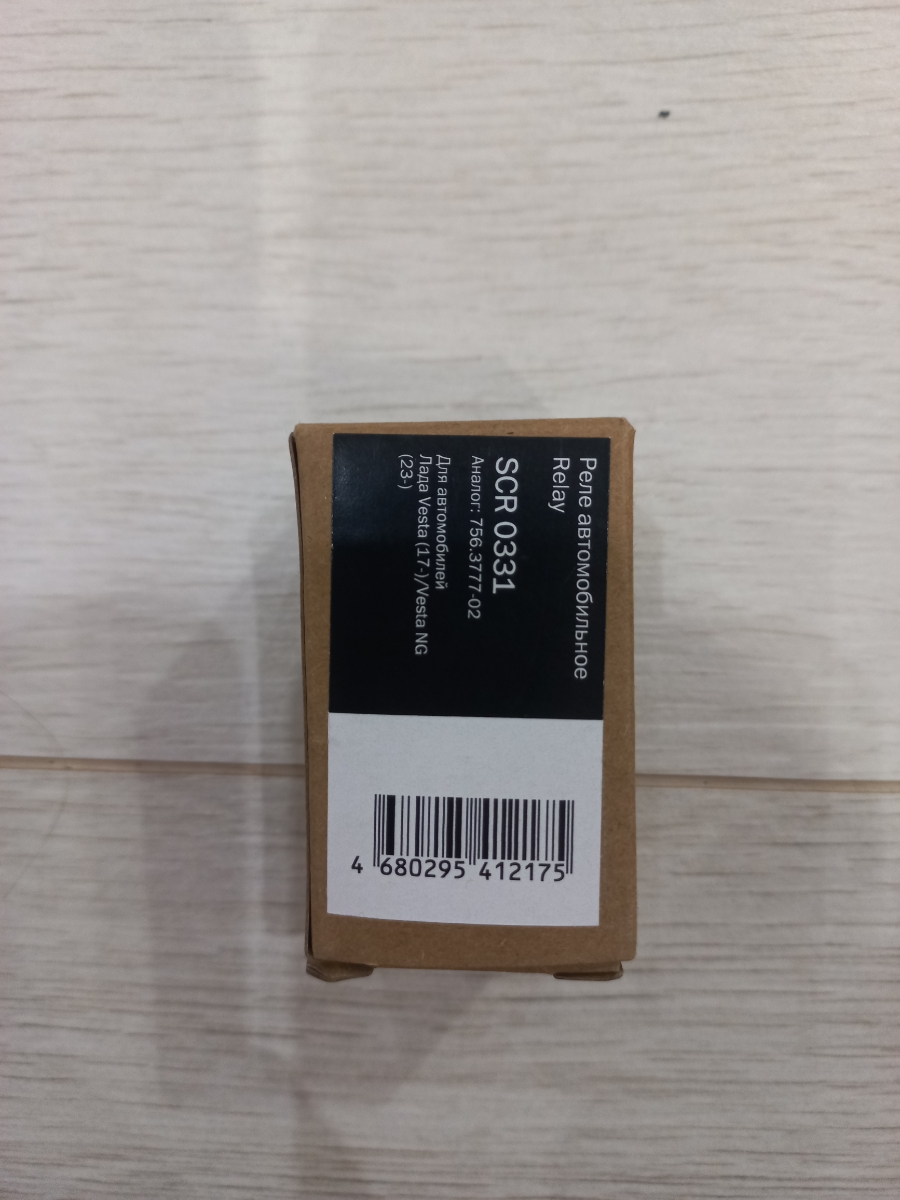 Реле автомобильное
Relay
SCR 0331
Аналог: 756.3777-02
Для автомобилей
Лада Vesta (17-)/Vesta NG
(23-)
4 680295 412175